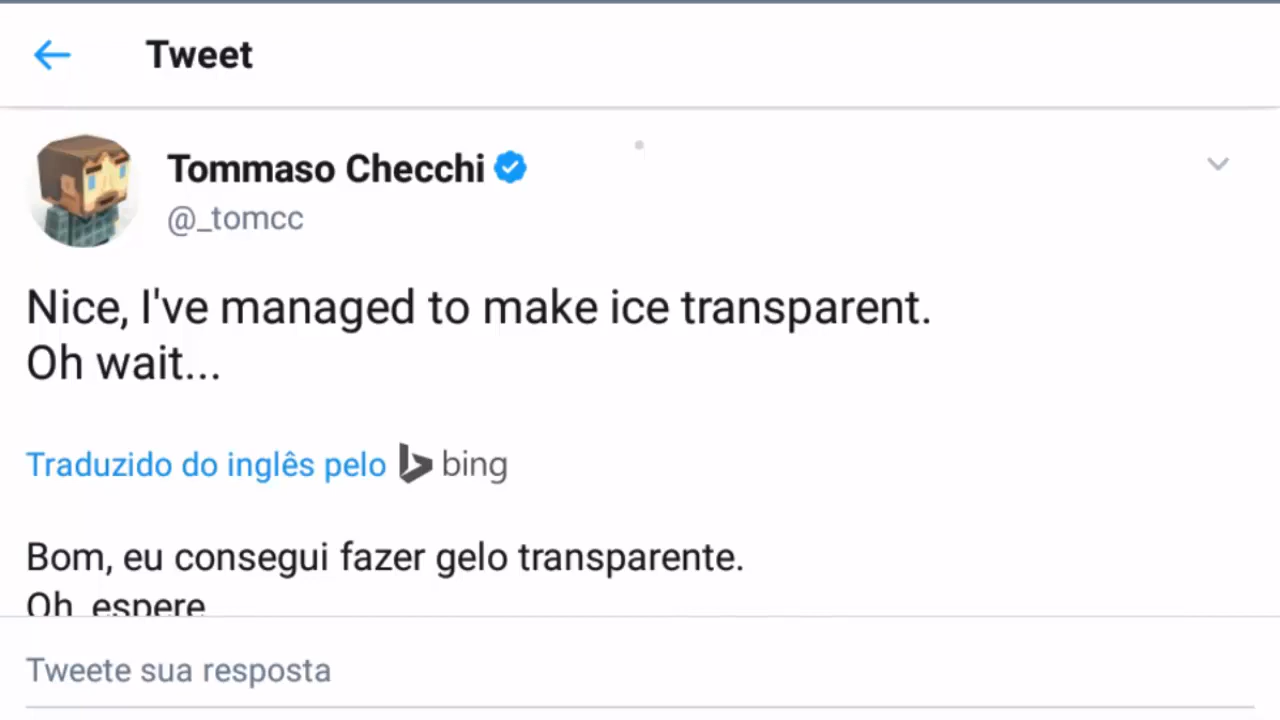 Tweet
Tommaso Checchi
@_tomcc
Nice, I've managed to make ice transparent.
Oh wait...
Traduzido do inglês pelo bing
Bom, eu consegui fazer gelo transparente.
Oh, espere
Tweete sua resposta